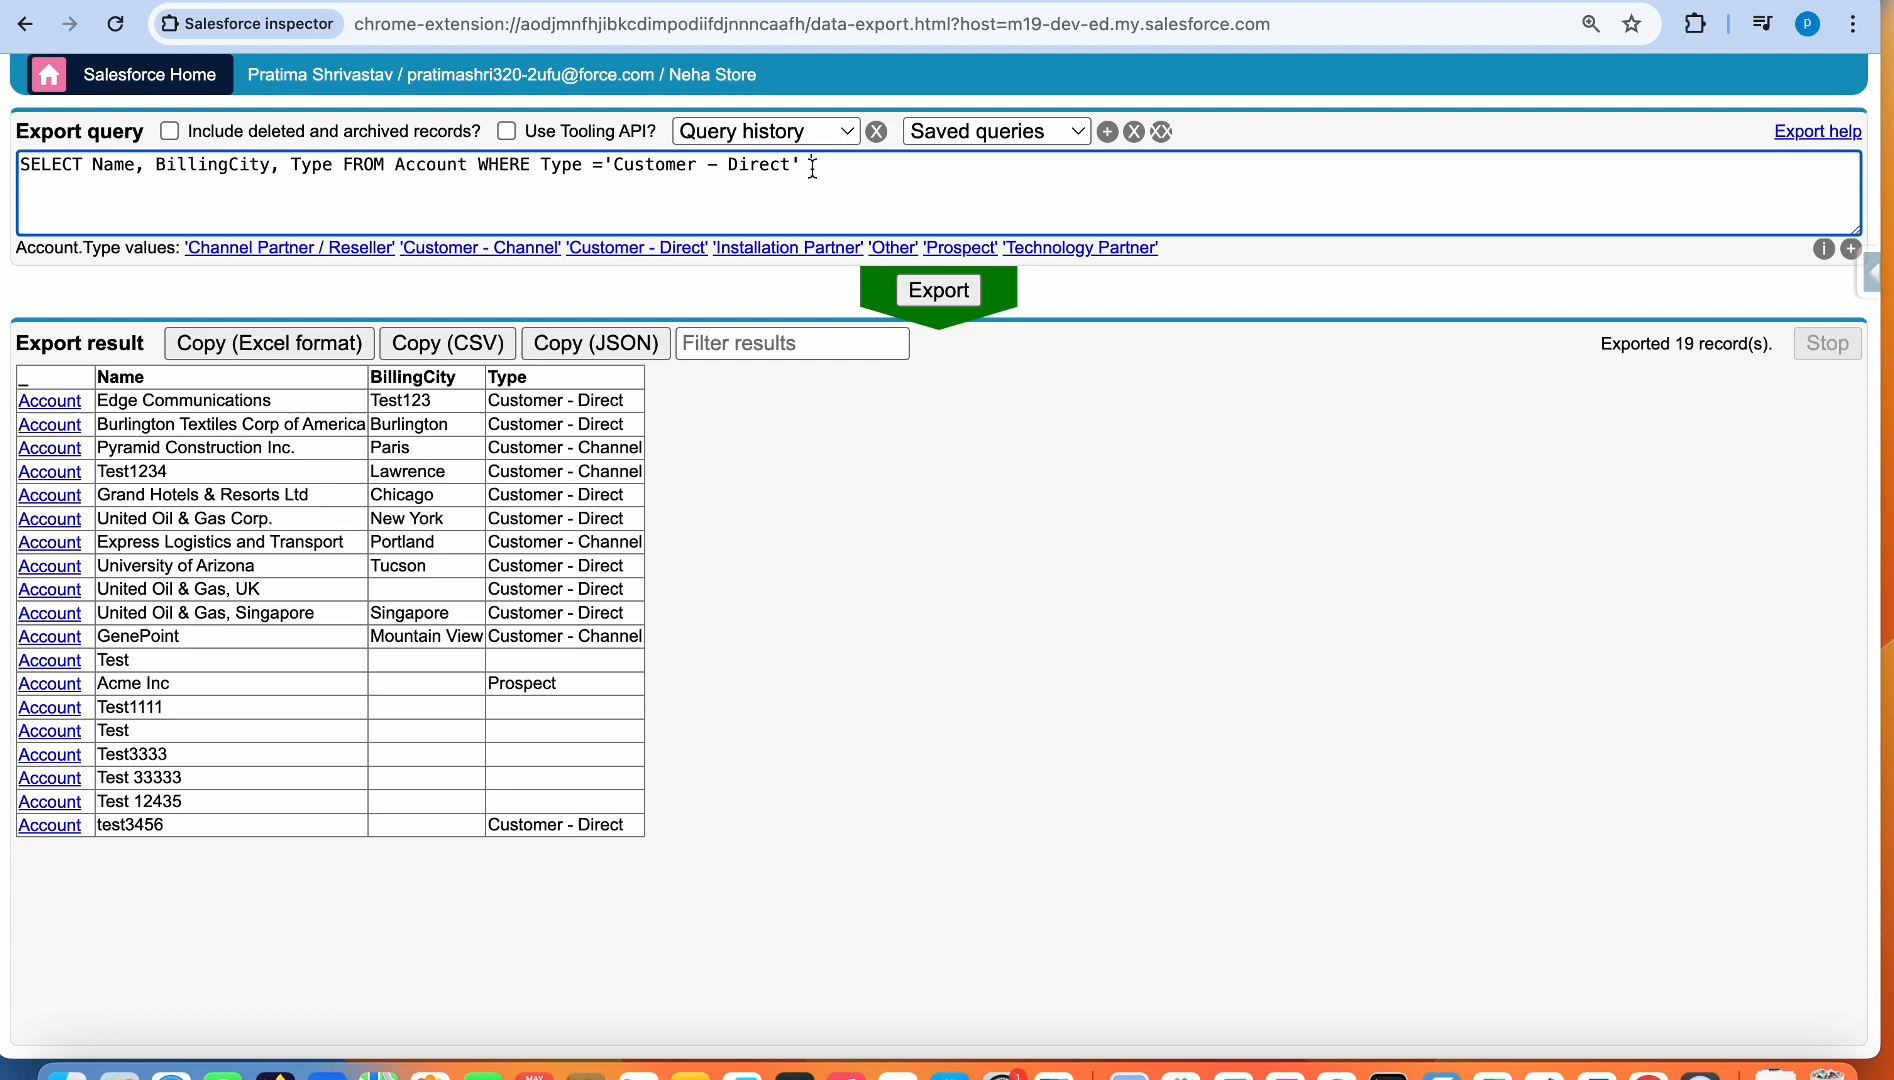 Salesforce inspector chrome-extension://aodjmnfhjibkcdimpodiifdjnnncaafh/data-export.html?host=m19-dev-ed.my.salesforce.com P
Salesforce Home Pratima Shrivastav / pratimashri320-2ufu@force.com / Neha Store
Export query Include deleted and archived records? Use Tooling API? Query history X Saved queries + X XX Export help
SELECT Name, BillingCity, Type FROM Account WHERE Type ='Customer – Direct'
Account.Type values: 'Channel Partner / Reseller' 'Customer - Channel' 'Customer - Direct' 'Installation Partner' 'Other' 'Prospect' 'Technology Partner' i +
Export
Export result Copy (Excel format) Copy (CSV) Copy (JSON) Filter results Exported 19 record(s). Stop
_ Name BillingCity Type
Account Edge Communications Test123 Customer - Direct
Account Burlington Textiles Corp of America Burlington Customer - Direct
Account Pyramid Construction Inc. Paris Customer - Channel
Account Test1234 Lawrence Customer - Channel
Account Grand Hotels & Resorts Ltd Chicago Customer - Direct
Account United Oil & Gas Corp. New York Customer - Direct
Account Express Logistics and Transport Portland Customer - Channel
Account University of Arizona Tucson Customer - Direct
Account United Oil & Gas, UK Customer - Direct
Account United Oil & Gas, Singapore Singapore Customer - Direct
Account GenePoint Mountain View Customer - Channel
Account Test
Account Acme Inc Prospect
Account Test1111
Account Test
Account Test3333
Account Test 33333
Account Test 12435
Account test3456 Customer - Direct
MAY 1